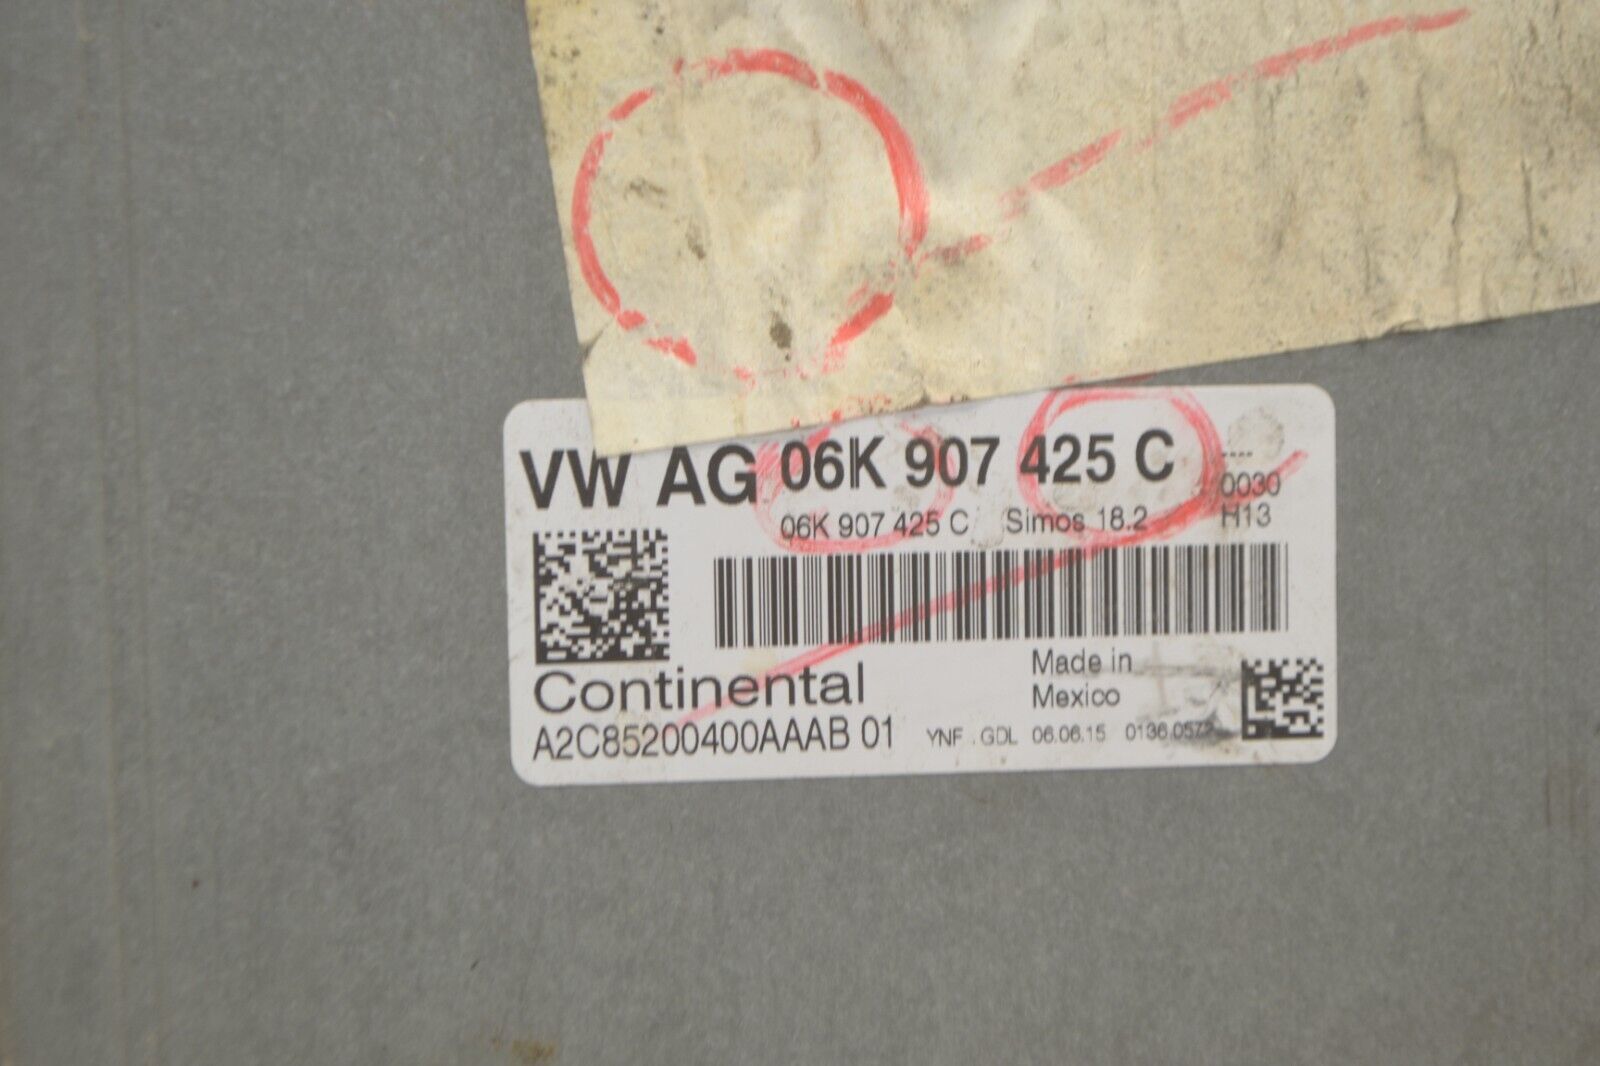 VW AG 06K 907 425 C ----
0030
06K 907 425 C Simos 18.2 H13
Continental
Made in
Mexico
A2C85200400AAAB 01 YNF . GDL 06.06.15